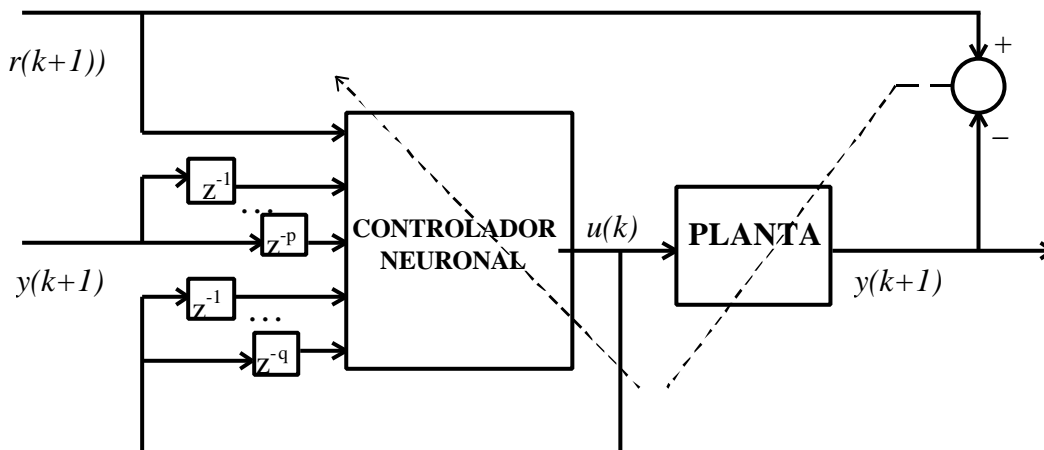 +
r(k+1))
–
z-1
...
z-p
CONTROLADOR
NEURONAL
u(k)
PLANTA
y(k+1)
y(k+1)
z-1
...
z-q